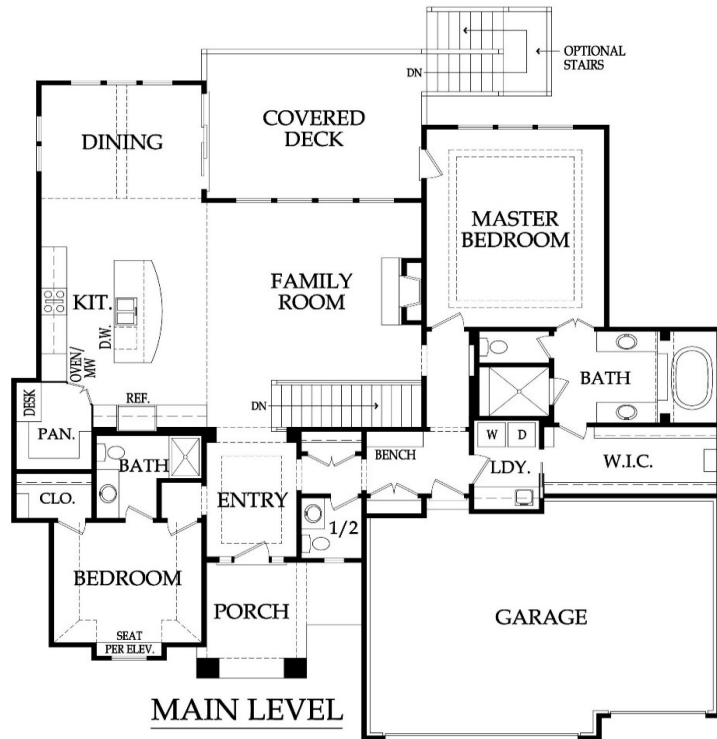 OPTIONAL
STAIRS
DN
COVERED
DECK
DINING
MASTER
BEDROOM
FAMILY
ROOM
KIT.
D.W.
OVEN/
MW
BATH
REF.
DESK
DN
PAN.
W D
BENCH
BATH
LDY.
W.I.C.
CLO.
ENTRY
1/2
BEDROOM
PORCH
GARAGE
SEAT
PER ELEV.
MAIN LEVEL